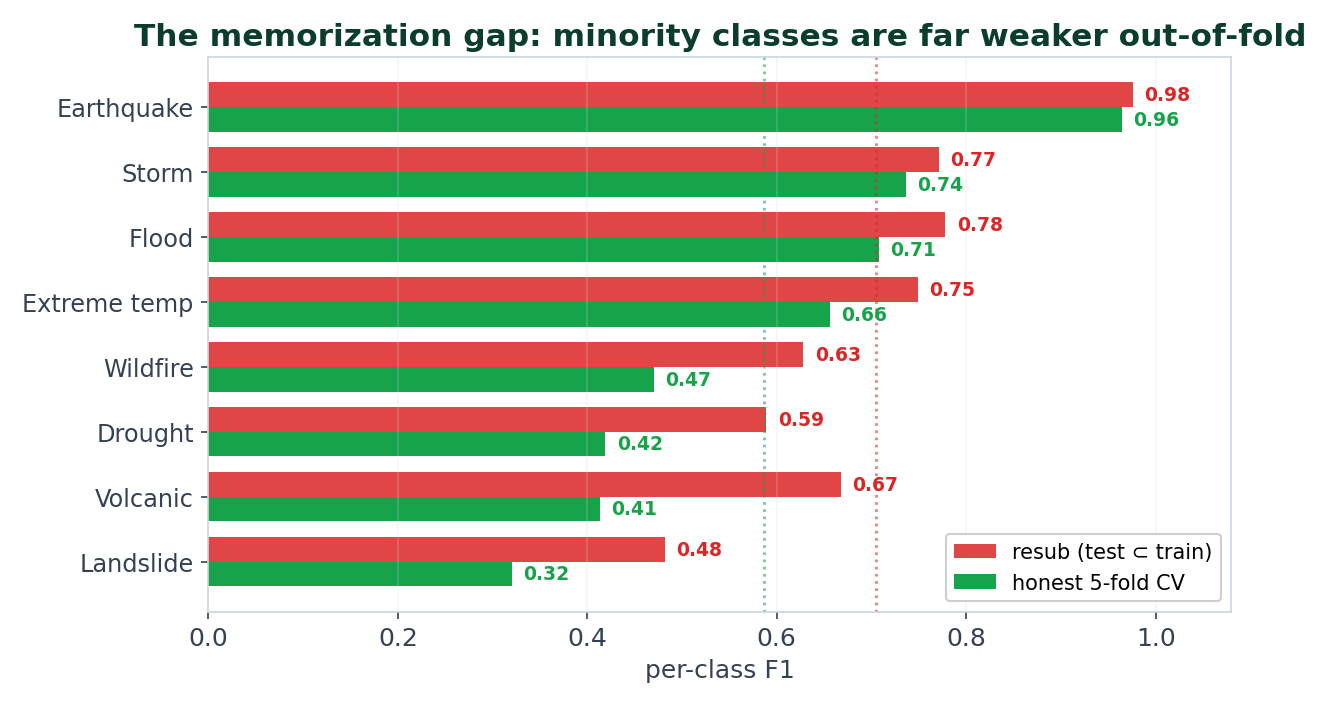 The memorization gap: minority classes are far weaker out-of-fold
Earthquake
0.98
0.96
Storm
0.77
0.74
Flood
0.78
0.71
Extreme temp
0.75
0.66
Wildfire
0.63
0.47
Drought
0.59
0.42
Volcanic
0.67
0.41
Landslide
0.48
0.32
resub (test ⊂ train)
honest 5-fold CV
0.0 0.2 0.4 0.6 0.8 1.0
per-class F1